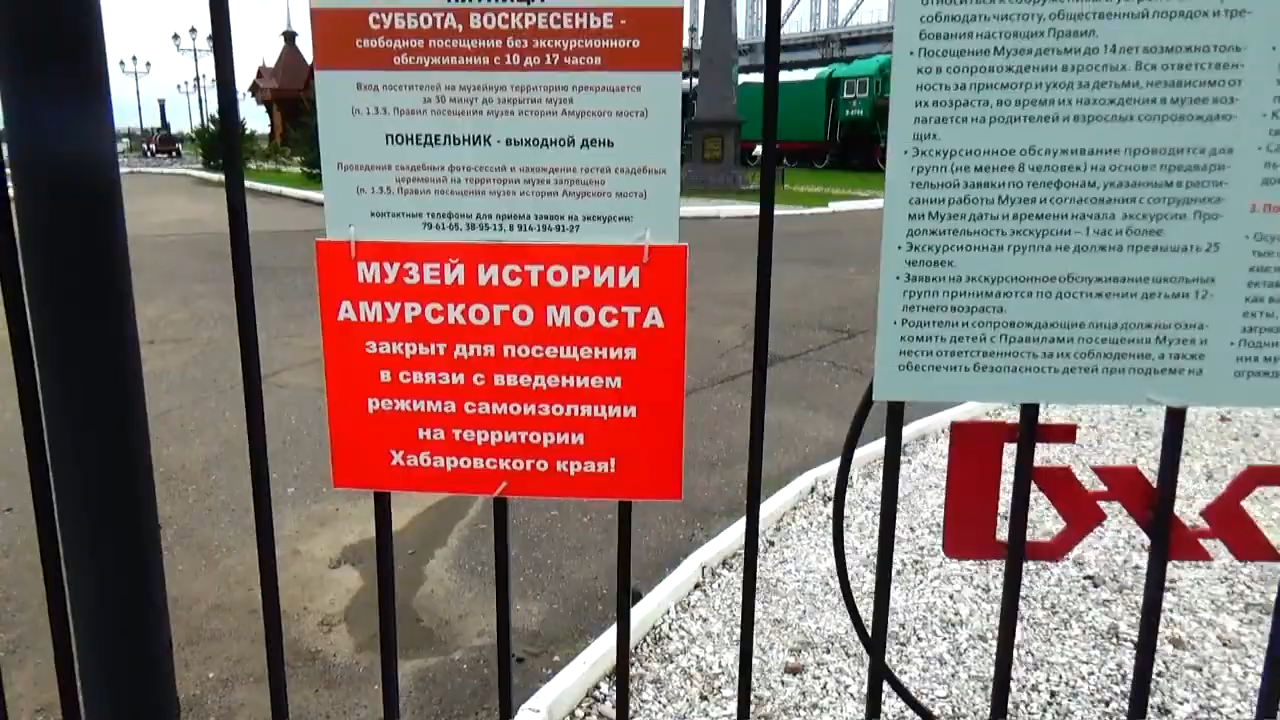 СУББОТА, ВОСКРЕСЕНЬЕ -
свободное посещение без экскурсионного
обслуживания с 10 до 17 часов
Вход посетителей на музейную территорию прекращается
за 30 минут до закрытия музея
(п. 1.3.3. Правил посещения музея истории Амурского моста)
ПОНЕДЕЛЬНИК - выходной день
Проведение свадебных фото-сессий и нахождение гостей свадебных
церемоний на территории музея запрещено
(п. 1.3.5. Правил посещения музея истории Амурского моста)
контактные телефоны для приема заявок на экскурсии:
79-61-65, 38-95-13, 8 914-194-91-27
МУЗЕЙ ИСТОРИИ
АМУРСКОГО МОСТА
закрыт для посещения
в связи с введением
режима самоизоляции
на территории
Хабаровского края!
соблюдать чистоту, общественный порядок и тре-
бования настоящих Правил.
• Посещение Музея детьми до 14 лет возможно толь-
ко в сопровождении взрослых. Вся ответствен-
ность за присмотр и уход за детьми, независимо от
их возраста, во время их нахождения в музее воз-
лагается на родителей и взрослых сопровождаю-
щих.
• Экскурсионное обслуживание проводится для
групп (не менее 8 человек) на основе предвари-
тельной заявки по телефонам, указанным в распи-
сании работы Музея и согласования с сотрудника-
ми Музея даты и времени начала экскурсии. Про-
должительность экскурсии – 1 час и более.
• Экскурсионная группа не должна превышать 25
человек.
• Заявки на экскурсионное обслуживание школьных
групп принимаются по достижении детьми 12-
летнего возраста.
• Родители и сопровождающие лица должны озна-
комить детей с Правилами посещения Музея и
нести ответственность за их соблюдение, а также
обеспечить безопасность детей при подъеме на